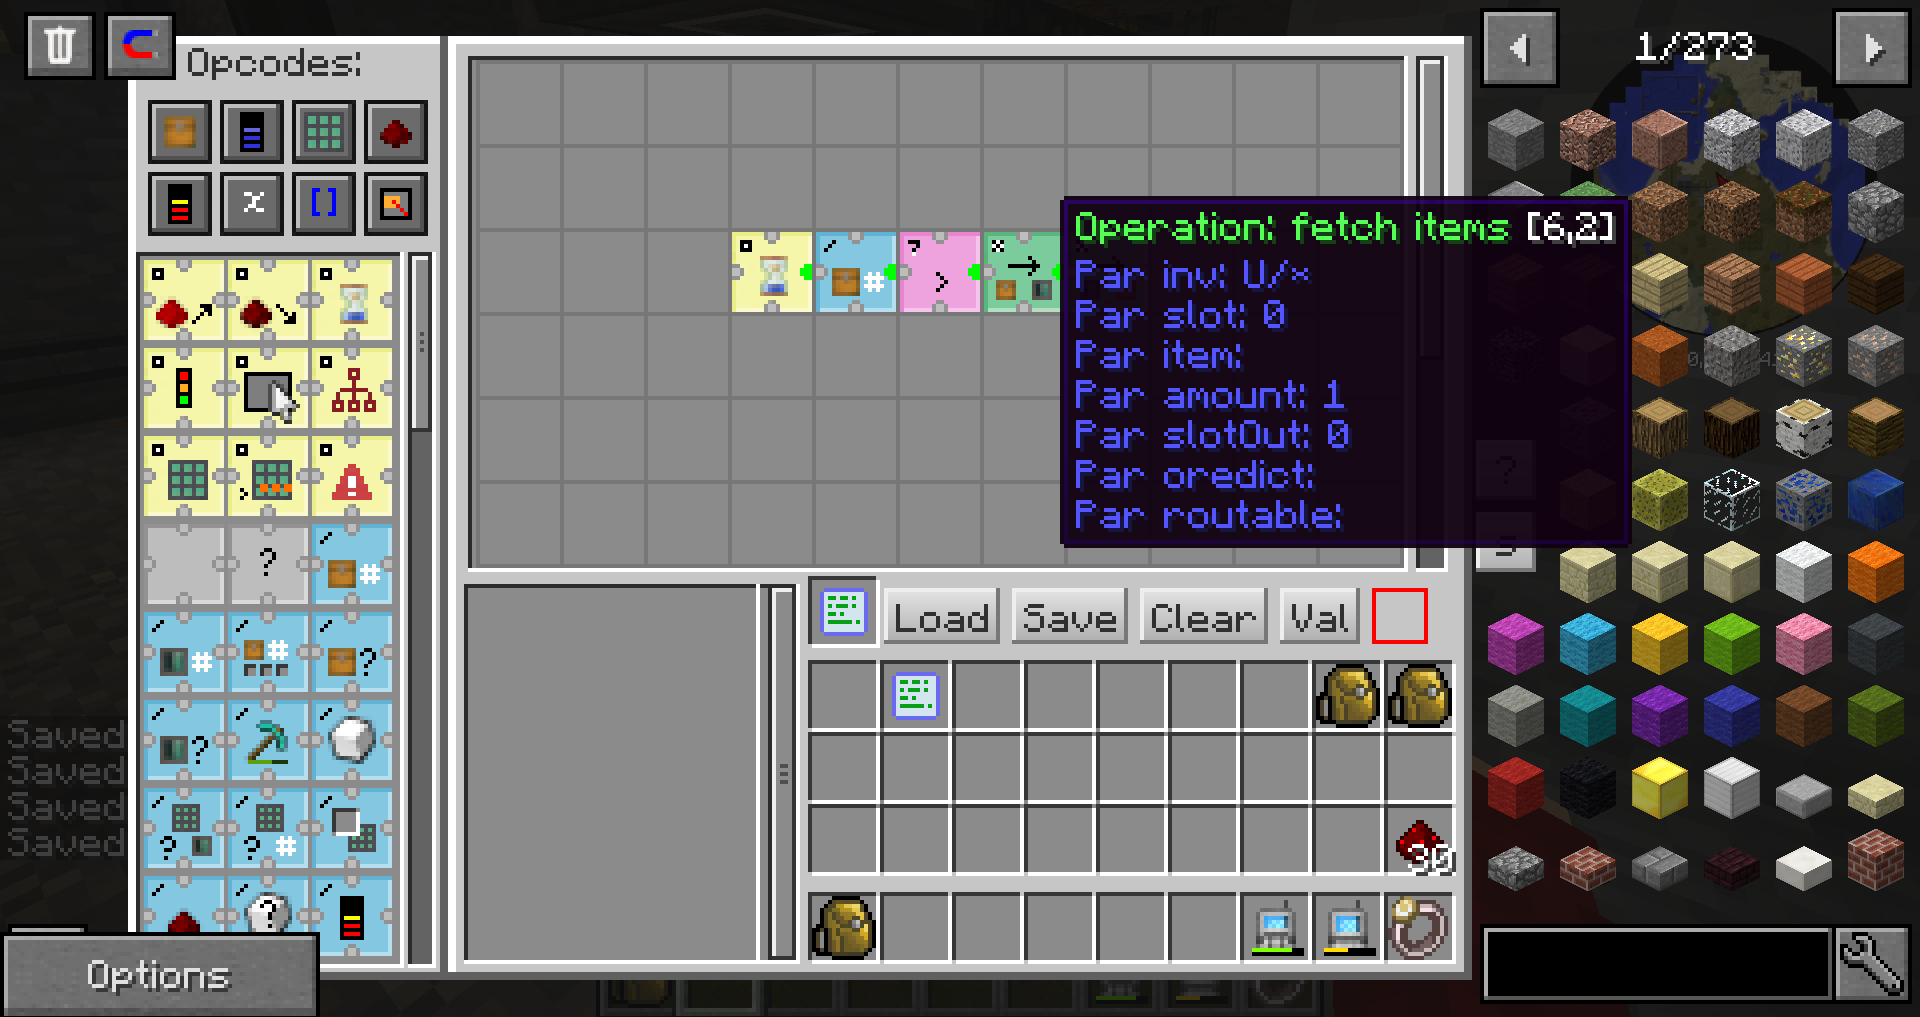 Opcodes:
1/273
Operation: fetch items [6,2]
Par inv: U/×
Par slot: 0
Par item:
Par amount: 1
Par slotOut: 0
Par oredict:
Par routable:
Load
Save
Clear
Val
30
Saved
Saved
Saved
Saved
Options